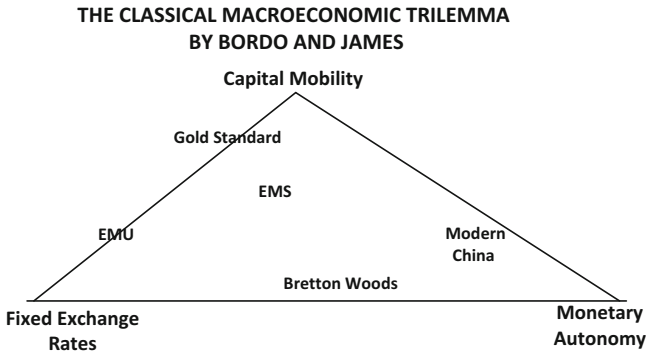 THE CLASSICAL MACROECONOMIC TRILEMMA
BY BORDO AND JAMES
Capital Mobility
Gold Standard
EMS
EMU
Modern
China
Bretton Woods
Fixed Exchange
Rates
Monetary
Autonomy